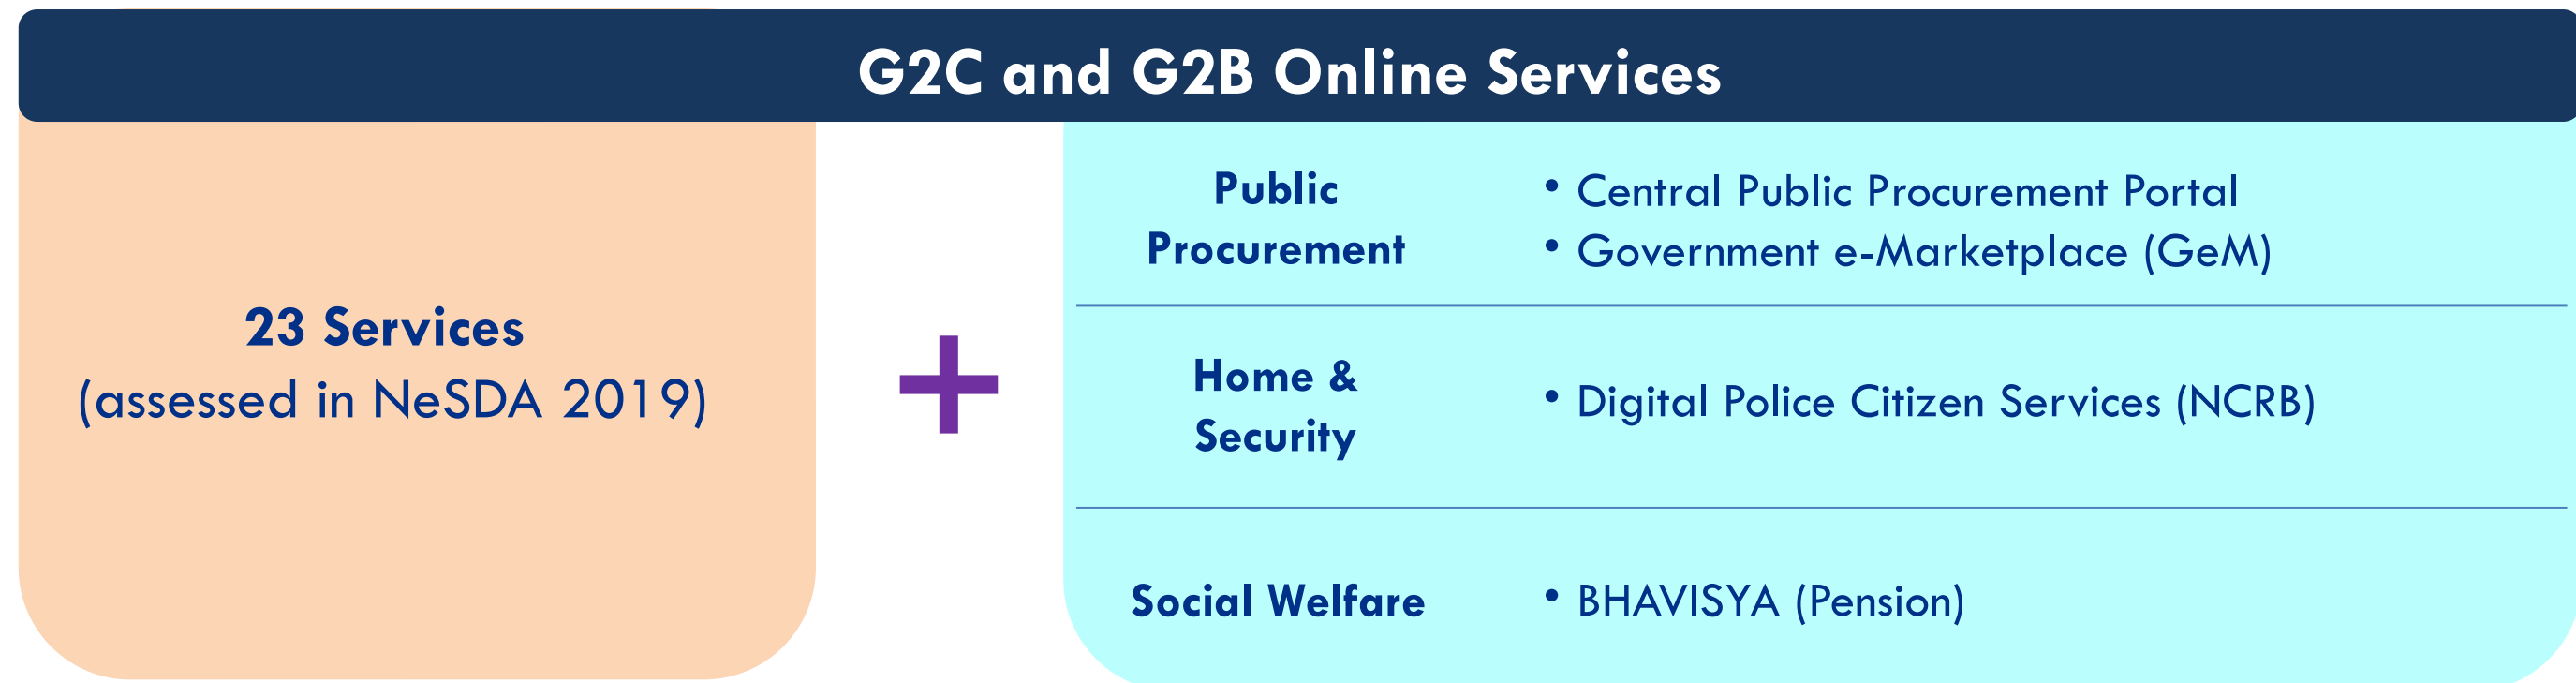 G2C and G2B Online Services
23 Services
(assessed in NeSDA 2019)
+
Public
Procurement
• Central Public Procurement Portal
• Government e-Marketplace (GeM)
Home &
Security
• Digital Police Citizen Services (NCRB)
Social Welfare
• BHAVISYA (Pension)